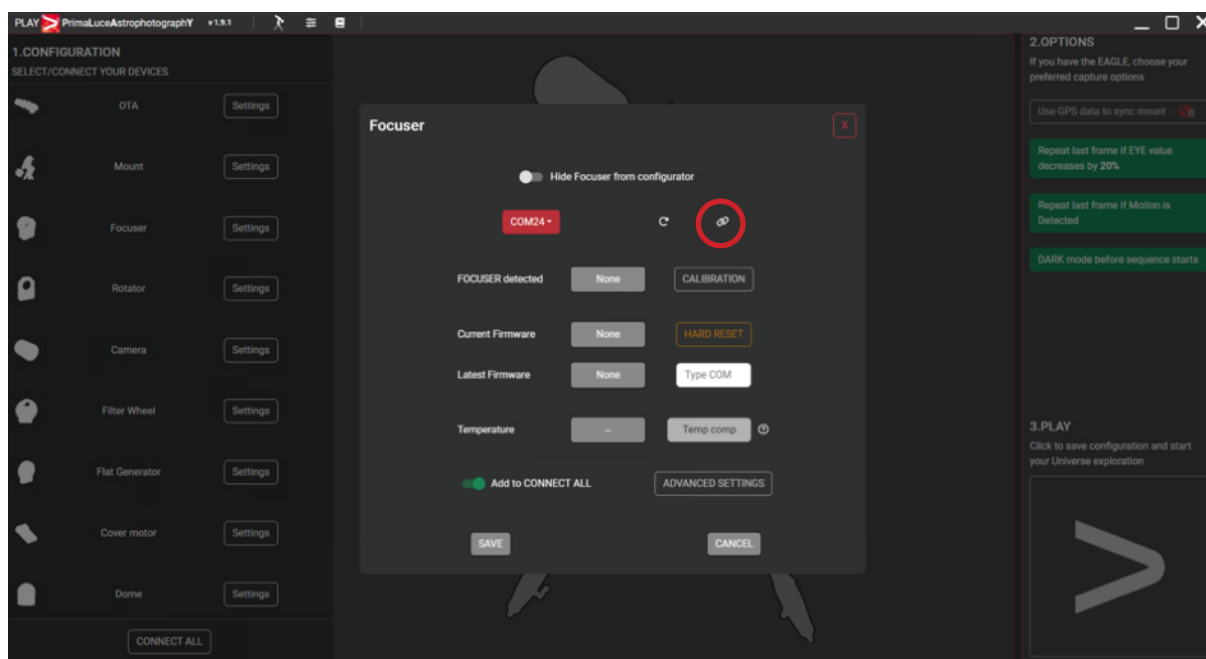 PLAY PrimaLuceAstrophotographY v1.9.1
1.CONFIGURATION
SELECT/CONNECT YOUR DEVICES
OTA Settings
Mount Settings
Focuser Settings
Rotator Settings
Camera Settings
Filter Wheel Settings
Flat Generator Settings
Cover motor Settings
Dome Settings
CONNECT ALL
Focuser X
Hide Focuser from configurator
COM24
FOCUSER detected None CALIBRATION
Current Firmware None HARD RESET
Latest Firmware None Type COM
Temperature – Temp comp ?
Add to CONNECT ALL ADVANCED SETTINGS
SAVE CANCEL
2.OPTIONS
If you have the EAGLE, choose your
preferred capture options
Use GPS data to sync mount -
Repeat last frame if EYE value
decreases by 20%
Repeat last frame if Motion is
Detected
DARK mode before sequence starts
3.PLAY
Click to save configuration and start
your Universe exploration